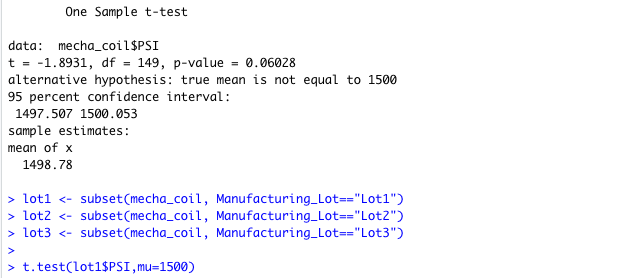 One Sample t-test
data:  mecha_coil$PSI
t = -1.8931, df = 149, p-value = 0.06028
alternative hypothesis: true mean is not equal to 1500
95 percent confidence interval:
 1497.507 1500.053
sample estimates:
mean of x
  1498.78
> lot1 <- subset(mecha_coil, Manufacturing_Lot=="Lot1")
> lot2 <- subset(mecha_coil, Manufacturing_Lot=="Lot2")
> lot3 <- subset(mecha_coil, Manufacturing_Lot=="Lot3")
>
> t.test(lot1$PSI,mu=1500)